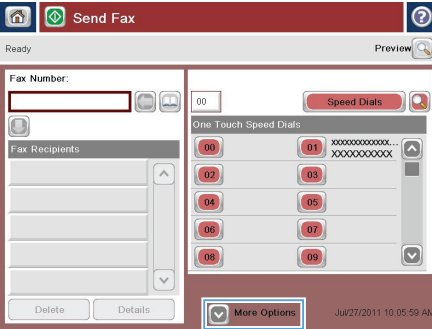 Send Fax
Ready
Preview
Fax Number:
00
Speed Dials
One Touch Speed Dials
Fax Recipients
00
01 XXXXXXXXXXXXX...
XXXXXXXXXX
02
03
04
05
06
07
08
09
Delete
Details
More Options
Jul/27/2011 10:05:59 AM